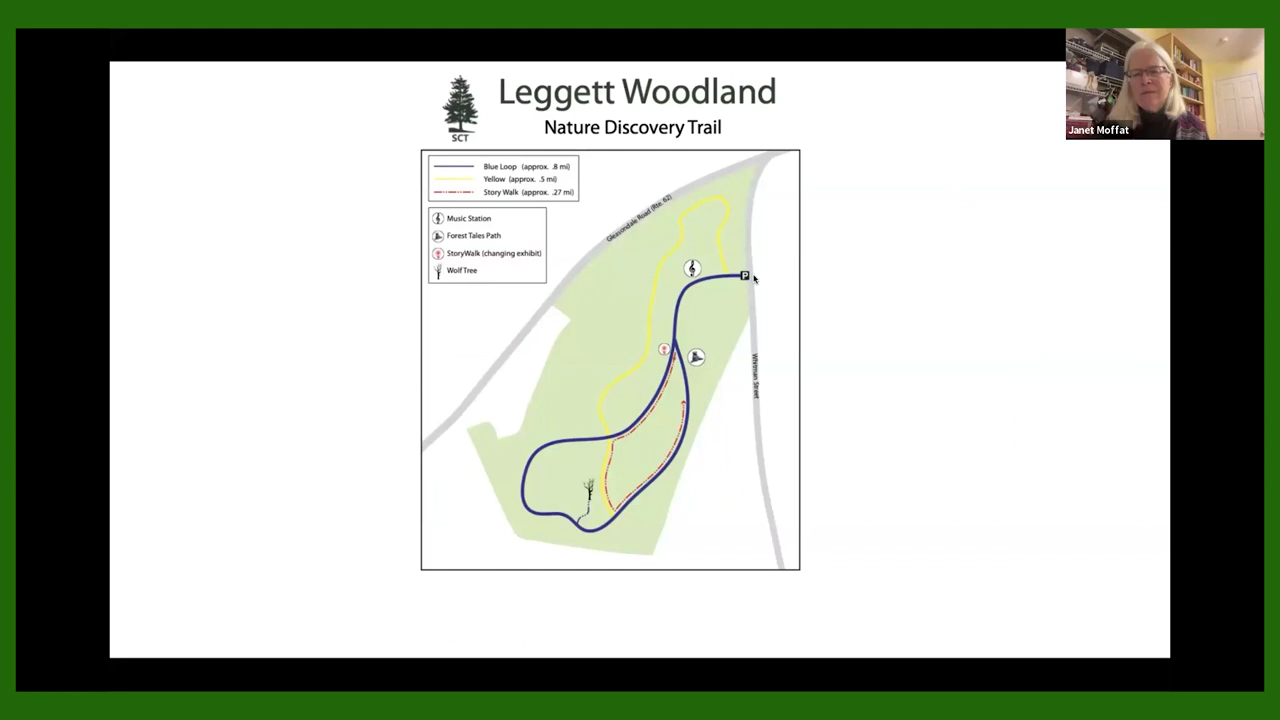 Leggett Woodland
Nature Discovery Trail
SCT
Blue Loop (approx. .8 mi)
Yellow (approx. .5 mi)
Story Walk (approx. .27 mi)
Music Station
Forest Tales Path
StoryWalk (changing exhibit)
Wolf Tree
Gleasondale Road (Rte. 62)
P
Whitman Street
Janet Moffat